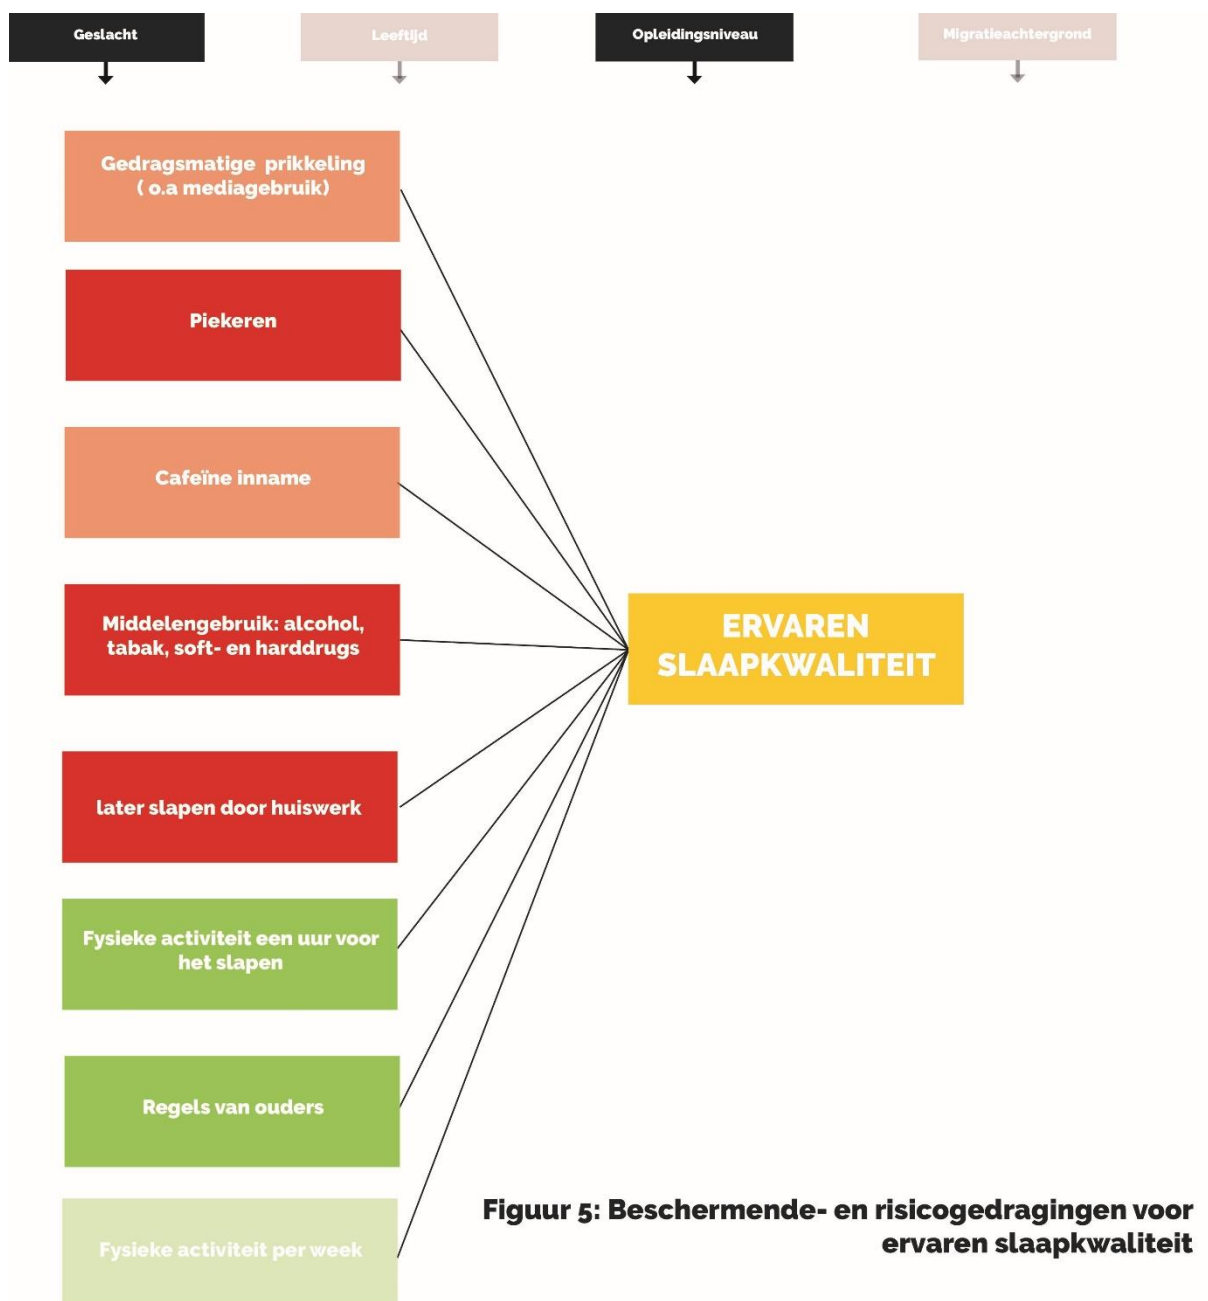 Geslacht
Leeftijd
Opleidingsniveau
Migratieachtergrond
Gedragsmatige prikkeling
( o.a mediagebruik)
Piekeren
Cafeïne inname
Middelengebruik: alcohol,
tabak, soft- en harddrugs
later slapen door huiswerk
Fysieke activiteit een uur voor
het slapen
Regels van ouders
Fysieke activiteit per week
ERVAREN
SLAAPKWALITEIT
Figuur 5: Beschermende- en risicogedragingen voor
ervaren slaapkwaliteit